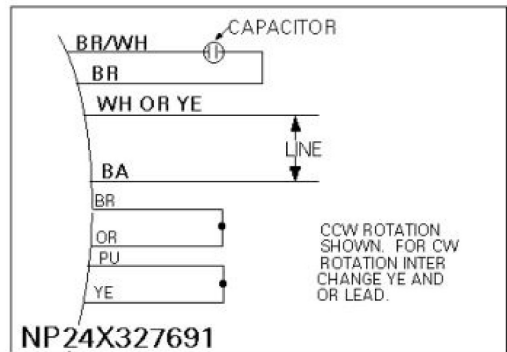 CAPACITOR
BR/WH
BR
WH OR YE
LINE
BA
BR
OR
PU
YE
CCW ROTATION
SHOWN. FOR CW
ROTATION INTER
CHANGE YE AND
OR LEAD.
NP24X327691